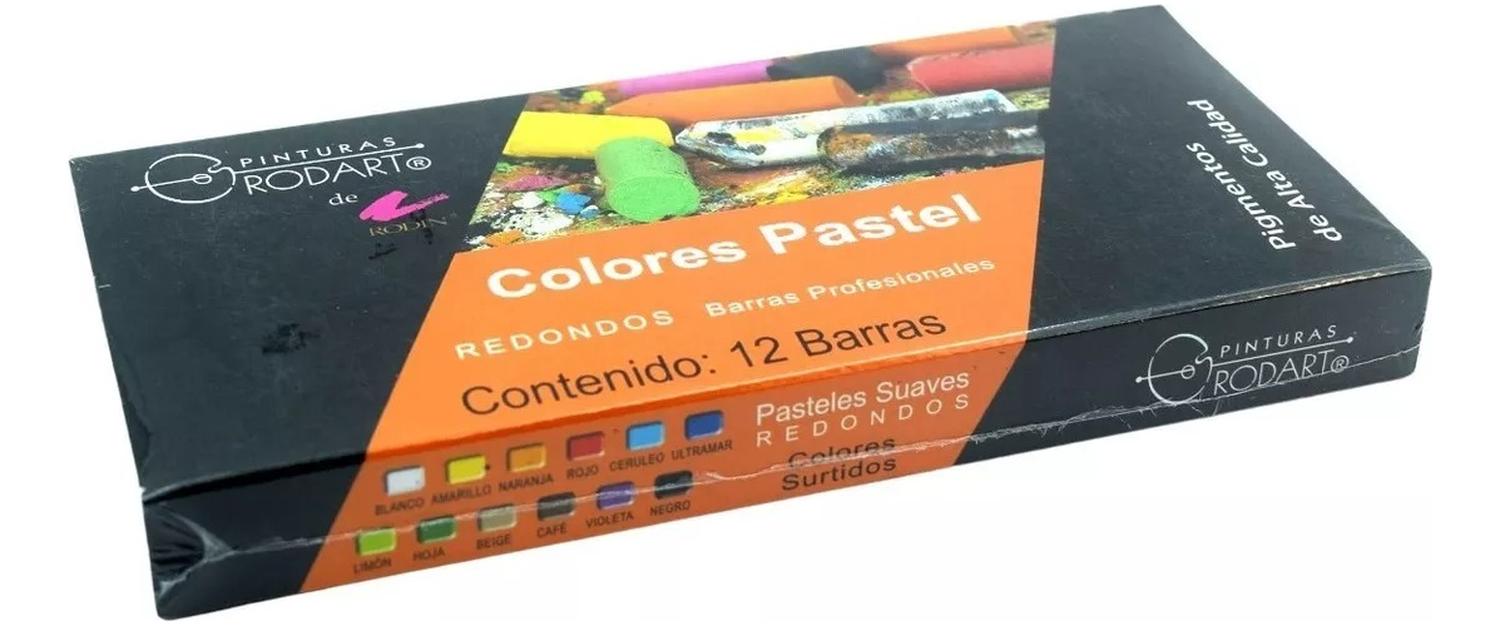 PINTURAS
RODART®
de
RODIN
Colores Pastel
REDONDOS Barras Profesionales
Contenido: 12 Barras
Pigmentos
de Alta Calidad
BLANCO AMARILLO NARANJA ROJO CERULEO ULTRAMAR
LIMÓN HOJA BEIGE CAFÉ VIOLETA NEGRO
Pasteles Suaves
REDONDOS
Colores
Surtidos
PINTURAS
RODART®